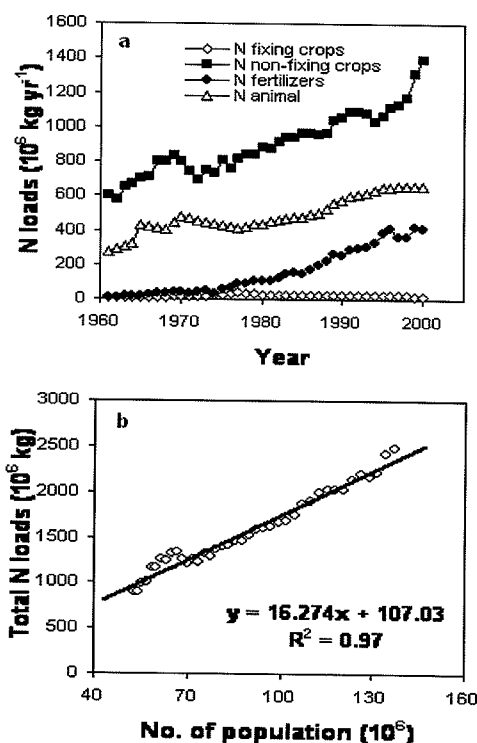 a
N fixing crops
N non-fixing crops
N fertilizers
N animal
N loads (10⁶ kg yr⁻¹)
1600
1400
1200
1000
800
600
400
200
0
1960 1970 1980 1990 2000
Year
b
Total N loads (10⁶ kg)
3000
2500
2000
1500
1000
500
0
y = 16.274x + 107.03
R² = 0.97
40 70 100 130 160
No. of population (10⁶)